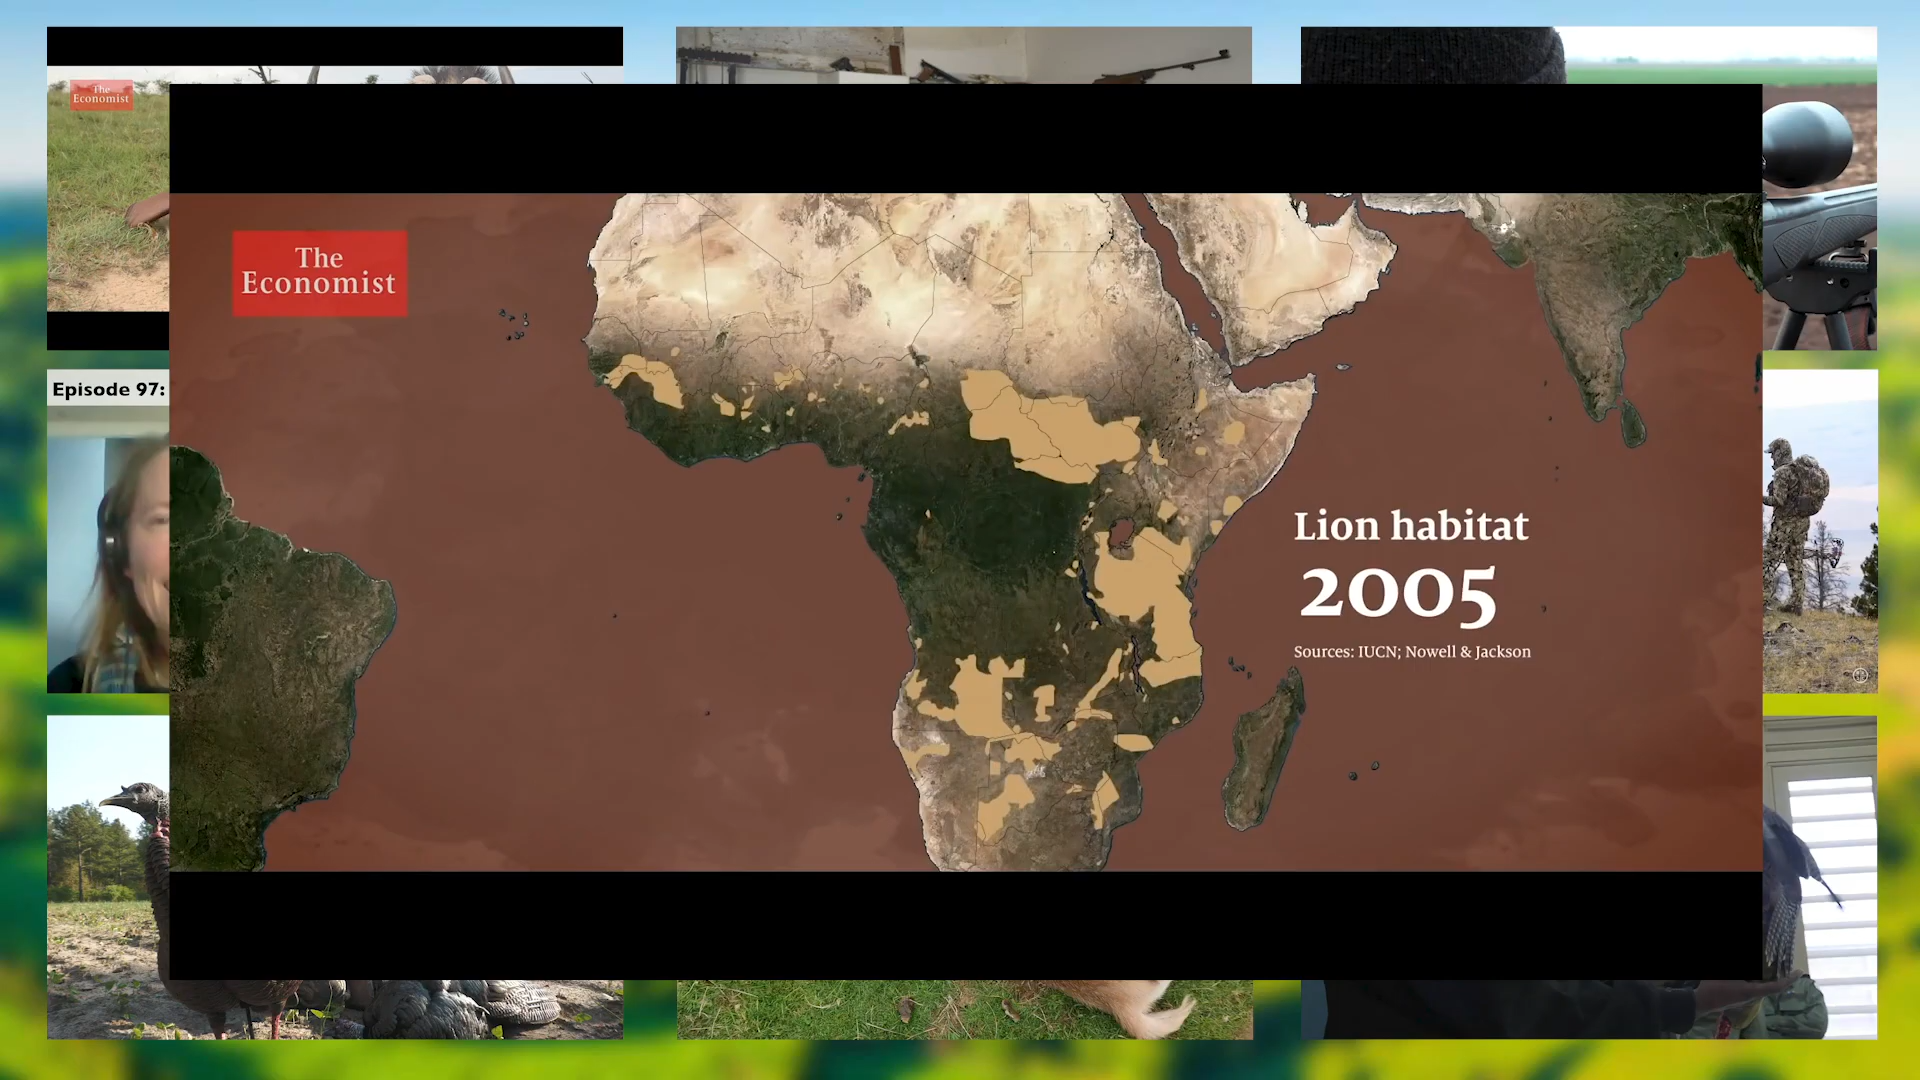 The
Economist
The
Economist
Episode 97:
Lion habitat
2005
Sources: IUCN; Nowell & Jackson